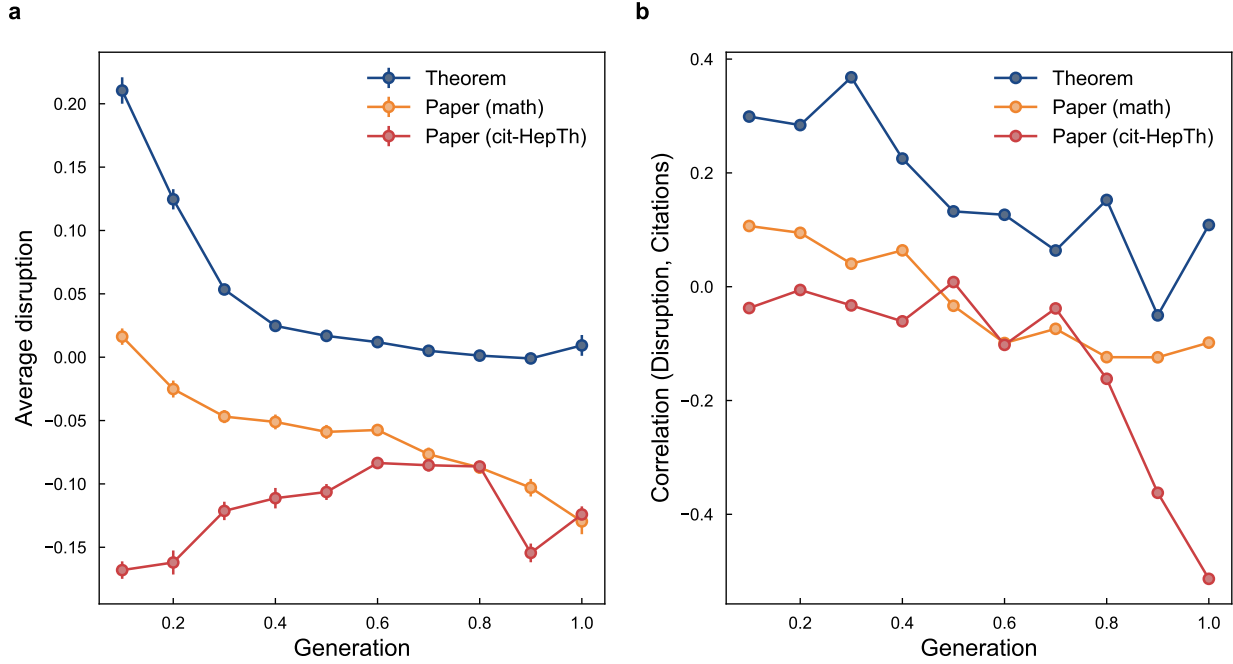 a
Theorem
Paper (math)
Paper (cit-HepTh)
0.20
0.15
0.10
0.05
0.00
−0.05
−0.10
−0.15
Average disruption
0.2 0.4 0.6 0.8 1.0
Generation
b
Theorem
Paper (math)
Paper (cit-HepTh)
0.4
0.2
0.0
−0.2
−0.4
Correlation (Disruption, Citations)
0.2 0.4 0.6 0.8 1.0
Generation